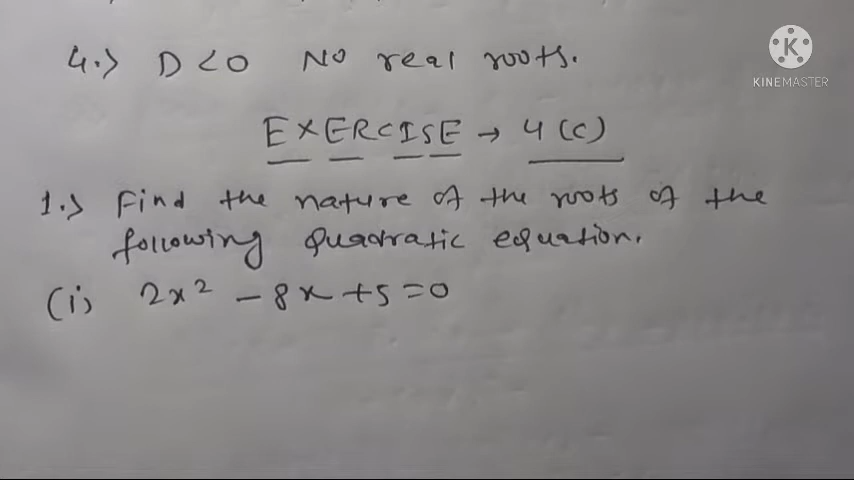 4.> D<0 No real roots.
K
KINEMASTER
EXERCISE → 4(C)
1.> Find the nature of the roots of the
following quadratic equation.
(i) 2x² - 8x + 5 = 0